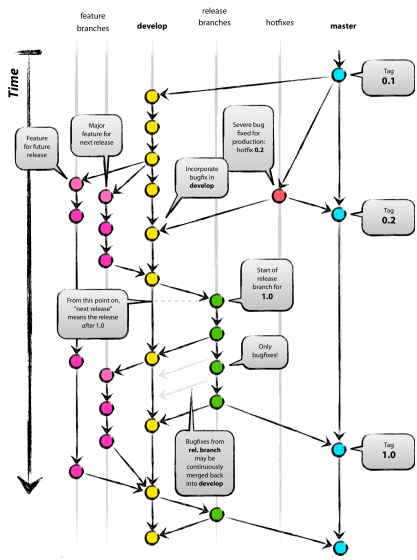 feature
branches
develop
release
branches
hotfixes
master
Time
Tag
0.1
Feature
for future
release
Major
feature for
next release
Severe bug
fixed for
production:
hotfix 0.2
Incorporate
bugfix in
develop
Tag
0.2
Start of
release
branch for
1.0
From this point on,
“next release”
means the release
after 1.0
Only
bugfixes!
Bugfixes from
rel. branch
may be
continuously
merged back
into develop
Tag
1.0